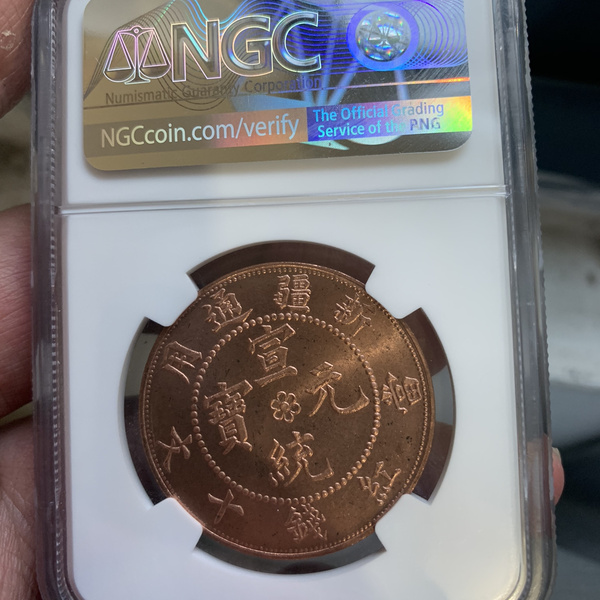 NGC
Numismatic Guaranty Corporation
NGCcoin.com/verify
The Official Grading
Service of the PNG
新疆通用
宣統元寶
當紅錢十文